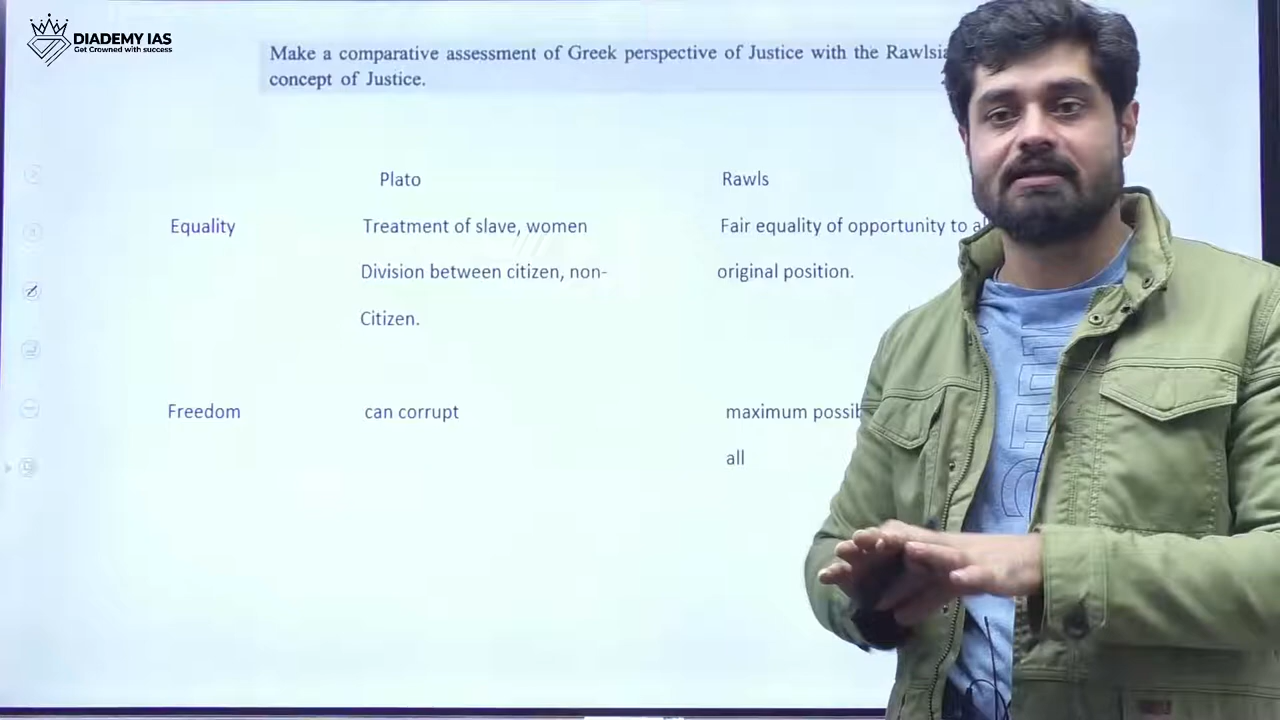 DIADEMY IAS
Get Crowned with success
Make a comparative assessment of Greek perspective of Justice with the
concept of Justice.
Plato Rawls
Equality Treatment of slave, women Fair equality of opportunity to
Division between citizen, non- original position.
Citizen.
Freedom can corrupt maximum
all